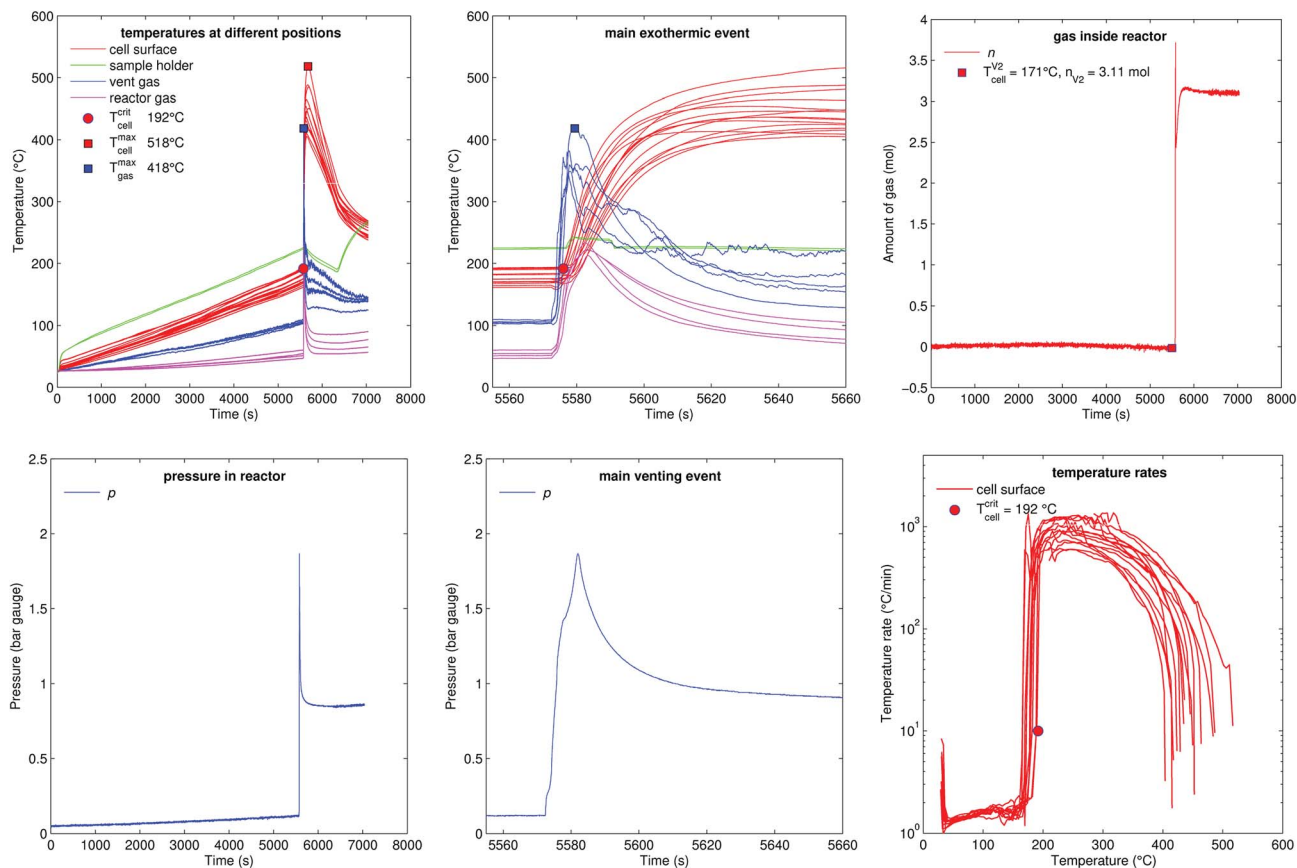 temperatures at different positions
cell surface
sample holder
vent gas
reactor gas
T_cell^crit 192°C
T_cell^max 518°C
T_gas^max 418°C
Temperature (°C)
600
500
400
300
200
100
0
0 1000 2000 3000 4000 5000 6000 7000 8000
Time (s)
main exothermic event
Temperature (°C)
600
500
400
300
200
100
0
5560 5580 5600 5620 5640 5660
Time (s)
gas inside reactor
n
T_cell^V2 = 171°C, n_V2 = 3.11 mol
Amount of gas (mol)
4
3.5
3
2.5
2
1.5
1
0.5
0
−0.5
0 1000 2000 3000 4000 5000 6000 7000 8000
Time (s)
pressure in reactor
p
Pressure (bar gauge)
2.5
2
1.5
1
0.5
0
0 1000 2000 3000 4000 5000 6000 7000 8000
Time (s)
main venting event
p
Pressure (bar gauge)
2.5
2
1.5
1
0.5
0
5560 5580 5600 5620 5640 5660
Time (s)
temperature rates
cell surface
T_cell^crit = 192 °C
Temperature rate (°C/min)
10^3
10^2
10^1
10^0
0 100 200 300 400 500 600
Temperature (°C)